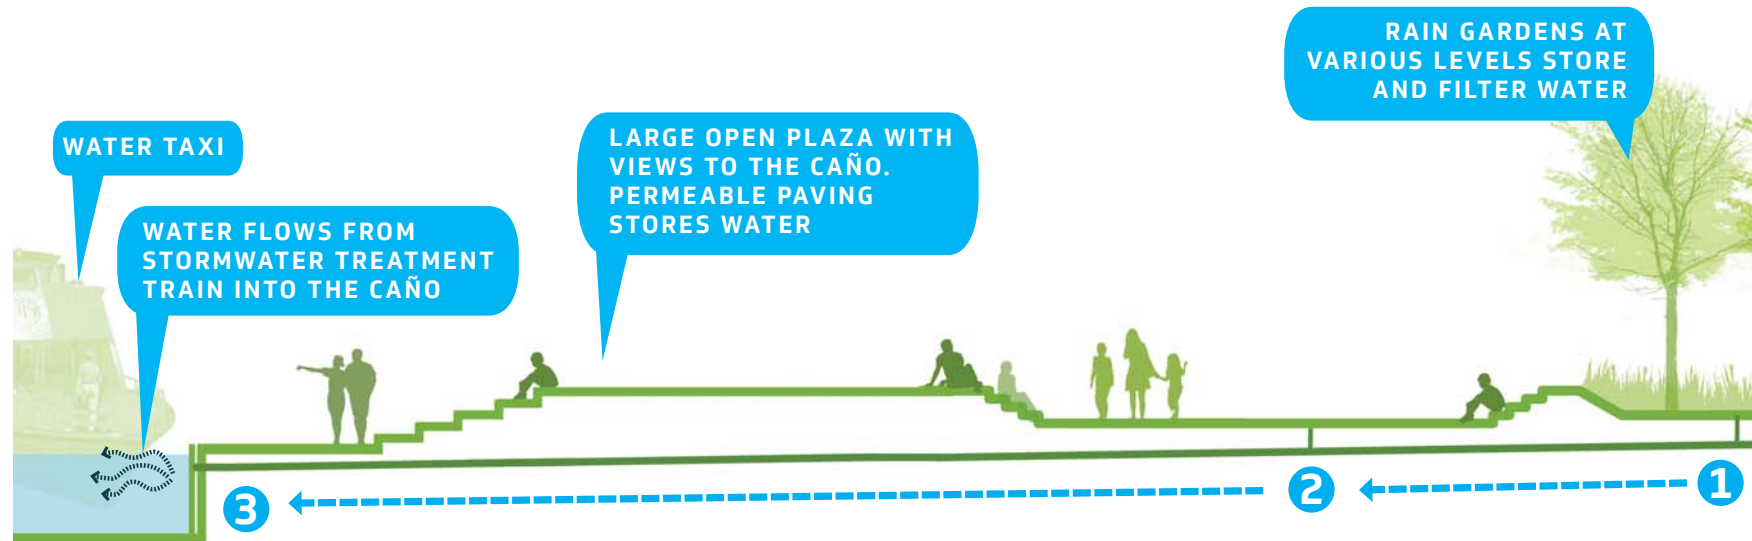 WATER TAXI
WATER FLOWS FROM
STORMWATER TREATMENT
TRAIN INTO THE CAÑO
LARGE OPEN PLAZA WITH
VIEWS TO THE CAÑO.
PERMEABLE PAVING
STORES WATER
RAIN GARDENS AT
VARIOUS LEVELS STORE
AND FILTER WATER
3
2
1